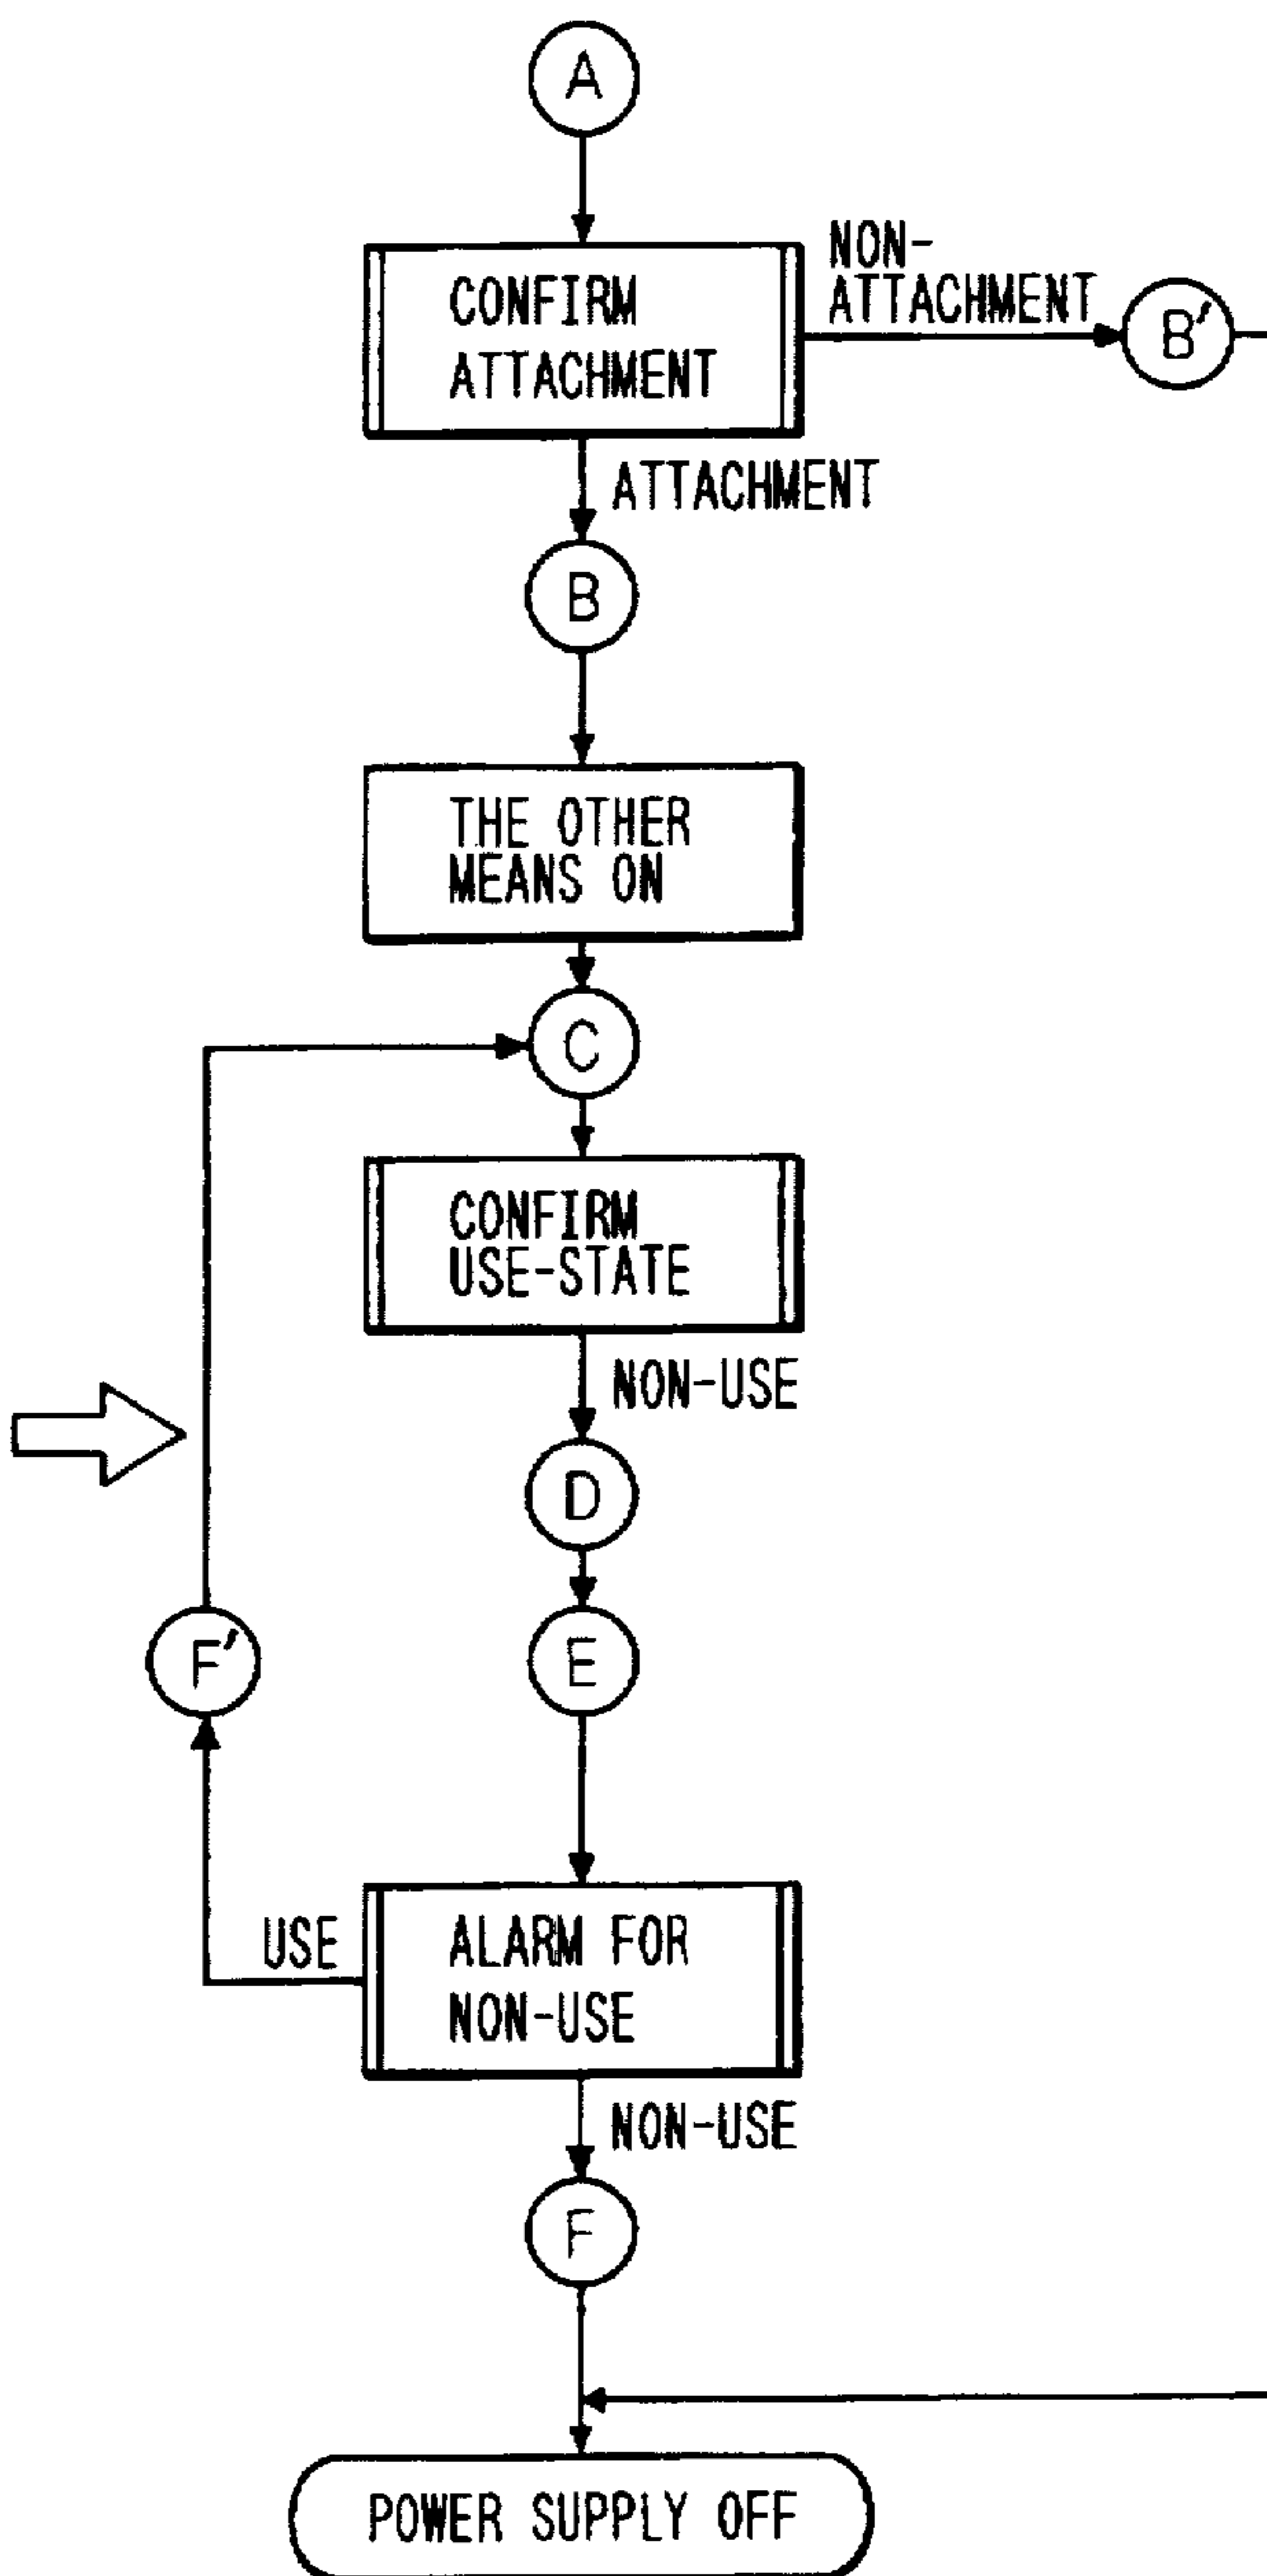 A
CONFIRM
ATTACHMENT
NON-
ATTACHMENT
B'
ATTACHMENT
B
THE OTHER
MEANS ON
C
CONFIRM
USE-STATE
NON-USE
D
F'
E
USE
ALARM FOR
NON-USE
NON-USE
F
POWER SUPPLY OFF